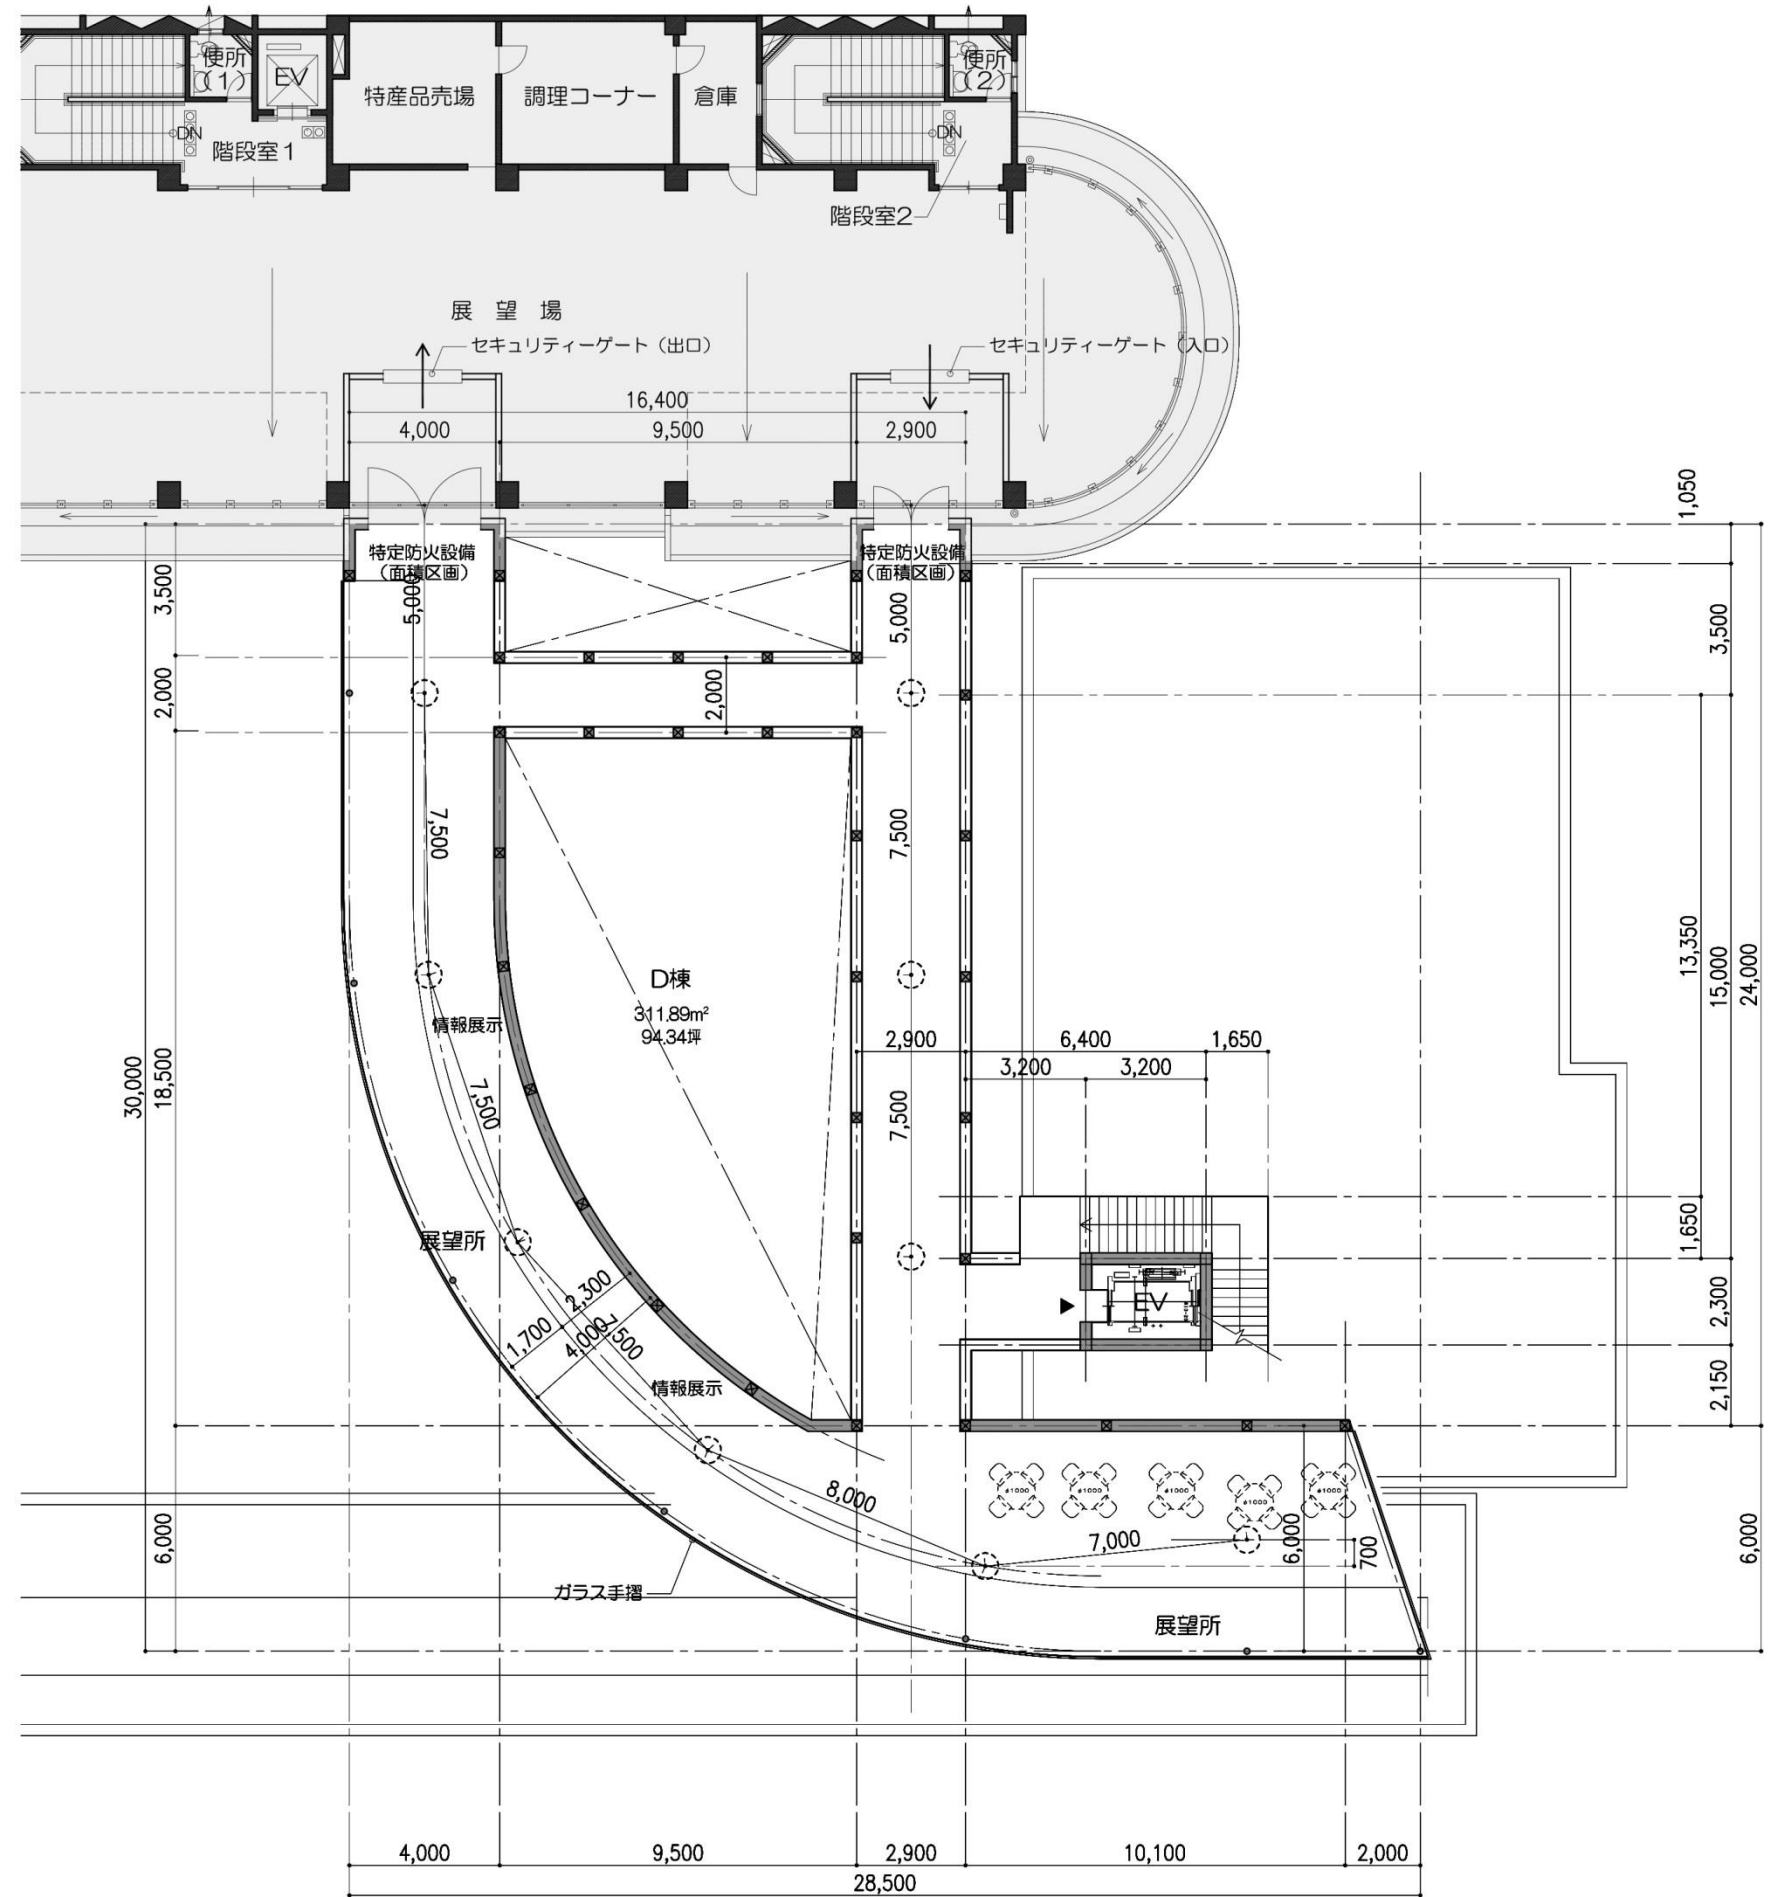 便所
(1)
EV
特産品売場
調理コーナー
倉庫
便所
(2)
DN
階段室1
DN
階段室2
展 望 場
セキュリティーゲート（出口）
セキュリティーゲート（入口）
16,400
4,000
9,500
2,900
1,050
特定防火設備
（面積区画）
特定防火設備
（面積区画）
5,000
5,000
3,500
3,500
2,000
2,000
7,500
7,500
D棟
311.89㎡
94.34坪
情報展示
13,350
15,000
24,000
30,000
18,500
2,900
6,400
1,650
3,200
3,200
7,500
7,500
展望所
1,650
EV
2,300
2,300
1,700
4,000
7,500
情報展示
2,150
8,000
φ1000
φ1000
φ1000
φ1000
φ1000
7,000
6,000
700
6,000
6,000
ガラス手摺
展望所
4,000
9,500
2,900
10,100
2,000
28,500